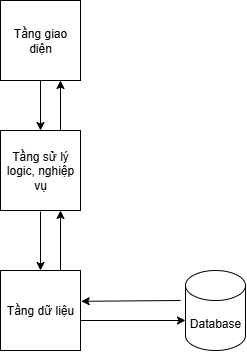 Tầng giao
diện
Tầng sử lý
logic, nghiệp
vụ
Tầng dữ liệu
Database